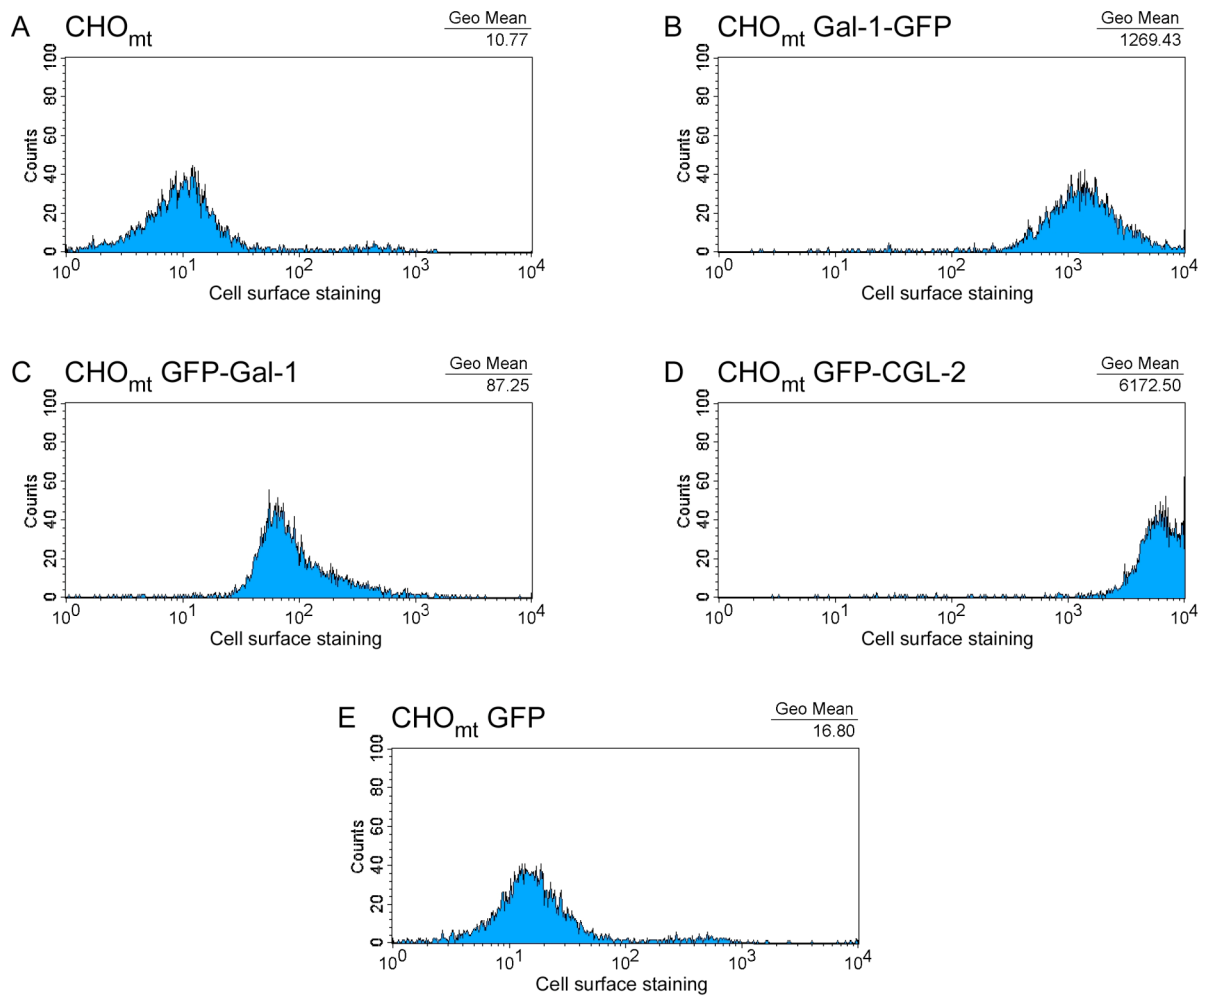 A CHOmt Geo Mean
10.77
100
80
60
40
20
0
Counts
10^0 10^1 10^2 10^3 10^4
Cell surface staining
B CHOmt Gal-1-GFP Geo Mean
1269.43
100
80
60
40
20
0
Counts
10^0 10^1 10^2 10^3 10^4
Cell surface staining
C CHOmt GFP-Gal-1 Geo Mean
87.25
100
80
60
40
20
0
Counts
10^0 10^1 10^2 10^3 10^4
Cell surface staining
D CHOmt GFP-CGL-2 Geo Mean
6172.50
100
80
60
40
20
0
Counts
10^0 10^1 10^2 10^3 10^4
Cell surface staining
E CHOmt GFP Geo Mean
16.80
100
80
60
40
20
0
Counts
10^0 10^1 10^2 10^3 10^4
Cell surface staining